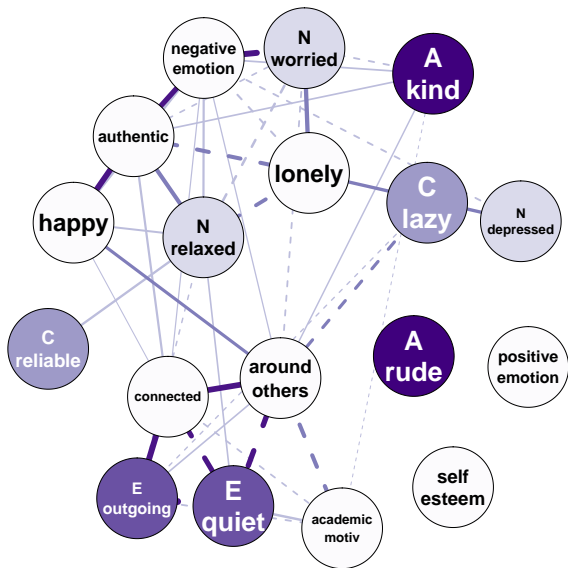 negative
emotion
N
worried
A
kind
authentic
lonely
happy
N
relaxed
C
lazy
N
depressed
C
reliable
connected
around
others
A
rude
positive
emotion
E
outgoing
E
quiet
academic
motiv
self
esteem